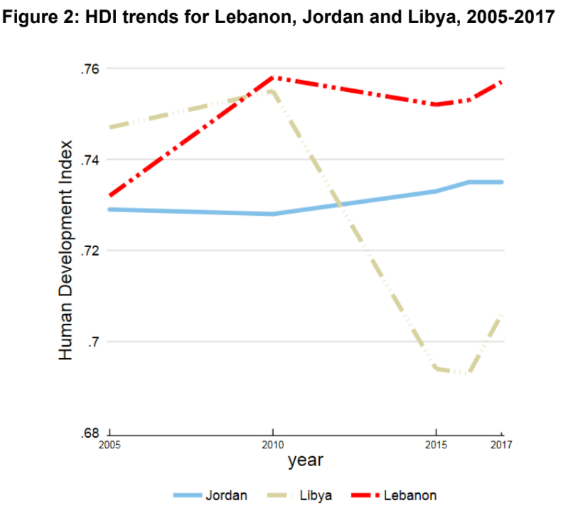 Figure 2: HDI trends for Lebanon, Jordan and Libya, 2005-2017
.76
.74
.72
.7
.68
Human Development Index
2005 2010 2015 2017
year
Jordan Libya Lebanon